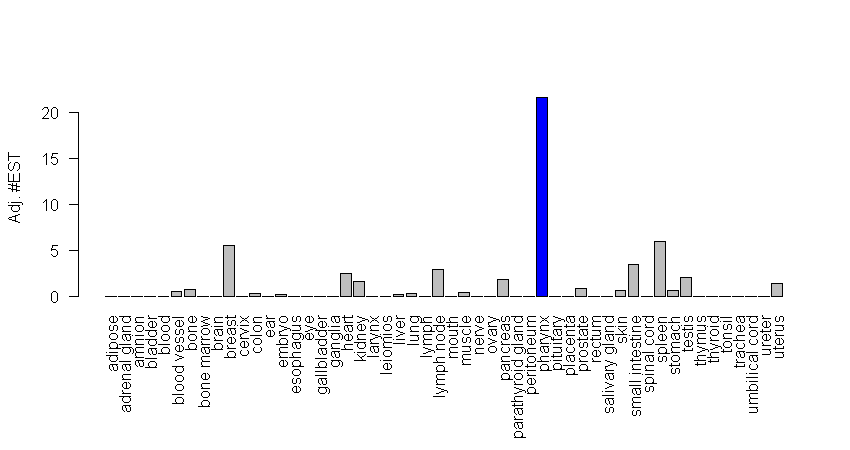 Adj. #EST
20
15
10
5
0
adipose
adrenal gland
amnion
bladder
blood
blood vessel
bone
bone marrow
brain
breast
cervix
colon
ear
embryo
esophagus
eye
gallbladder
ganglia
heart
kidney
larynx
leiomios
liver
lung
lymph
lymph node
mouth
muscle
nerve
ovary
pancreas
parathyroid gland
peritoneum
pharynx
pituitary
placenta
prostate
rectum
salivary gland
skin
small intestine
spinal cord
spleen
stomach
testis
thymus
thyroid
tonsil
trachea
umbilical cord
ureter
uterus